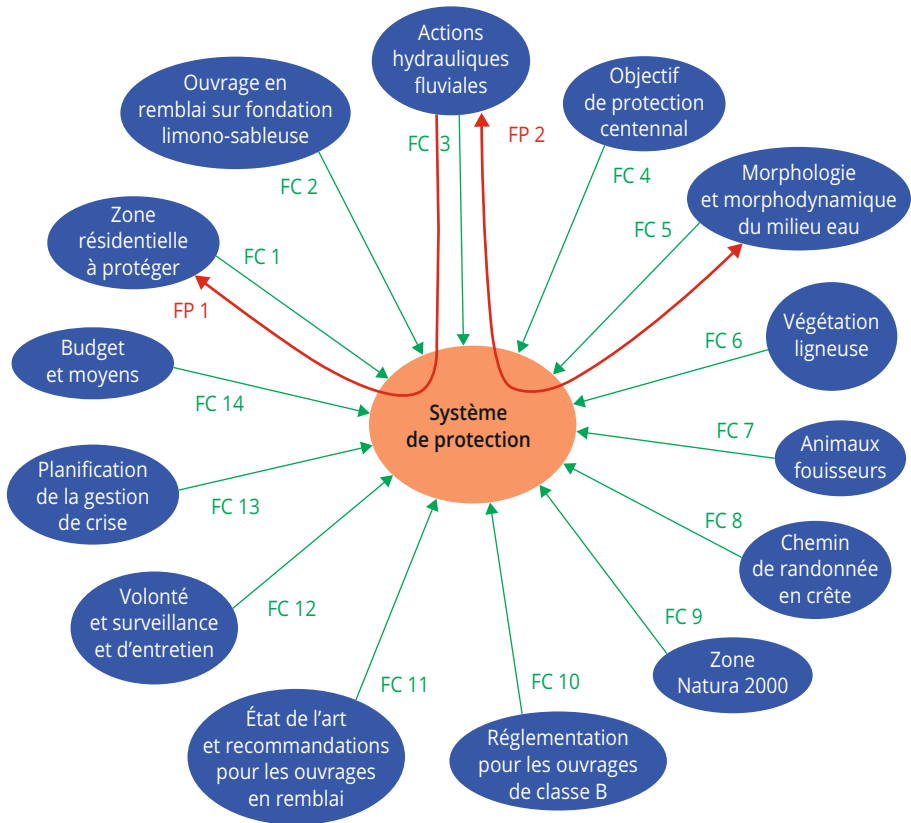 Actions
hydrauliques
fluviales
Ouvrage en
remblai sur fondation
limono-sableuse
Objectif
de protection
centennal
FC 3
FP 2
FC 2
FC 4
Morphologie
et morphodynamique
du milieu eau
Zone
résidentielle
à protéger
FC 1
FC 5
FP 1
Végétation
ligneuse
FC 6
Budget
et moyens
FC 14
Système
de protection
FC 7
Animaux
fouisseurs
Planification
de la gestion
de crise
FC 13
FC 8
Chemin
de randonnée
en crête
Volonté
et surveillance
et d’entretien
FC 12
FC 9
Zone
Natura 2000
FC 11
FC 10
État de l’art
et recommandations
pour les ouvrages
en remblai
Réglementation
pour les ouvrages
de classe B